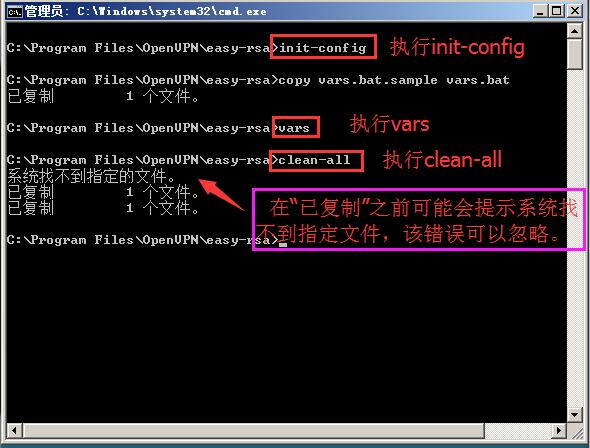 管理员: C:\Windows\system32\cmd.exe
C:\Program Files\OpenVPN\easy-rsa>init-config 执行init-config
C:\Program Files\OpenVPN\easy-rsa>copy vars.bat.sample vars.bat
已复制 1 个文件。
C:\Program Files\OpenVPN\easy-rsa>vars 执行vars
C:\Program Files\OpenVPN\easy-rsa>clean-all 执行clean-all
系统找不到指定的文件。
已复制 1 个文件。
已复制 1 个文件。
在“已复制”之前可能会提示系统找
不到指定文件，该错误可以忽略。
C:\Program Files\OpenVPN\easy-rsa>